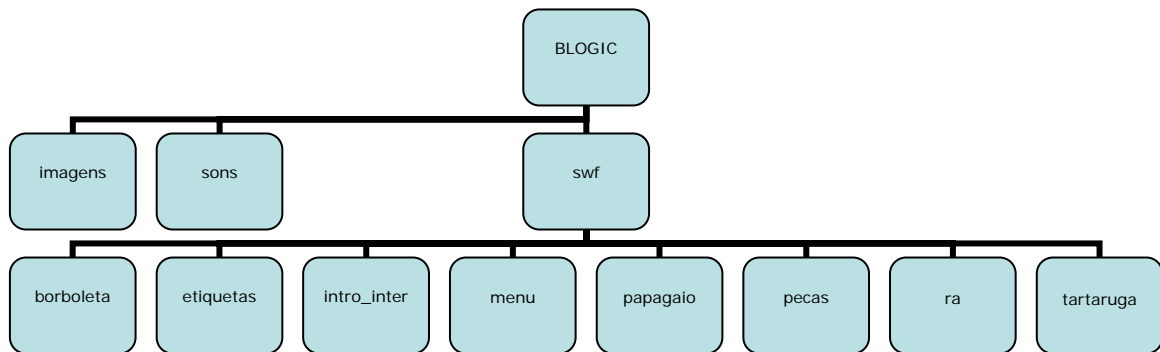 BLOGIC
imagens
sons
swf
borboleta
etiquetas
intro_inter
menu
papagaio
pecas
ra
tartaruga